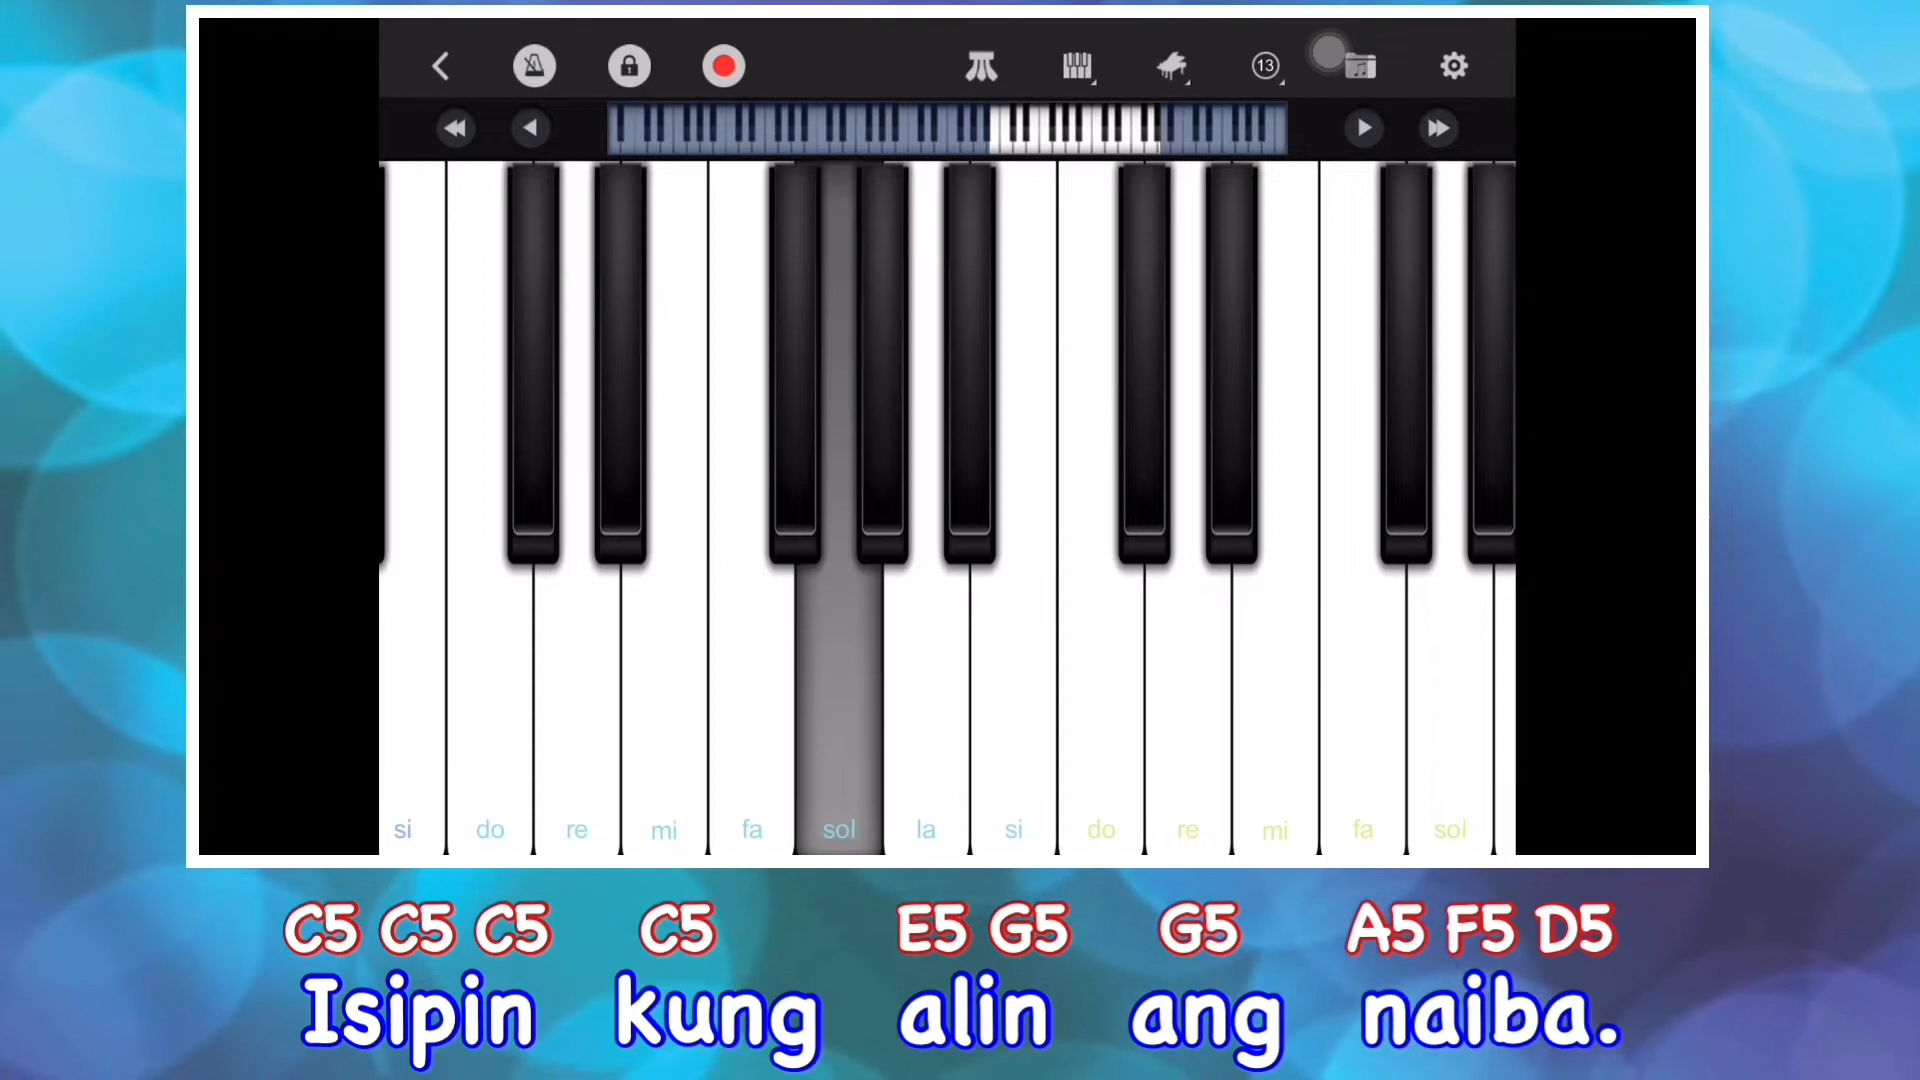 13
si do re mi fa sol la si do re mi fa sol
C5 C5 C5 C5 E5 G5 G5 A5 F5 D5
Isipin kung alin ang naiba.